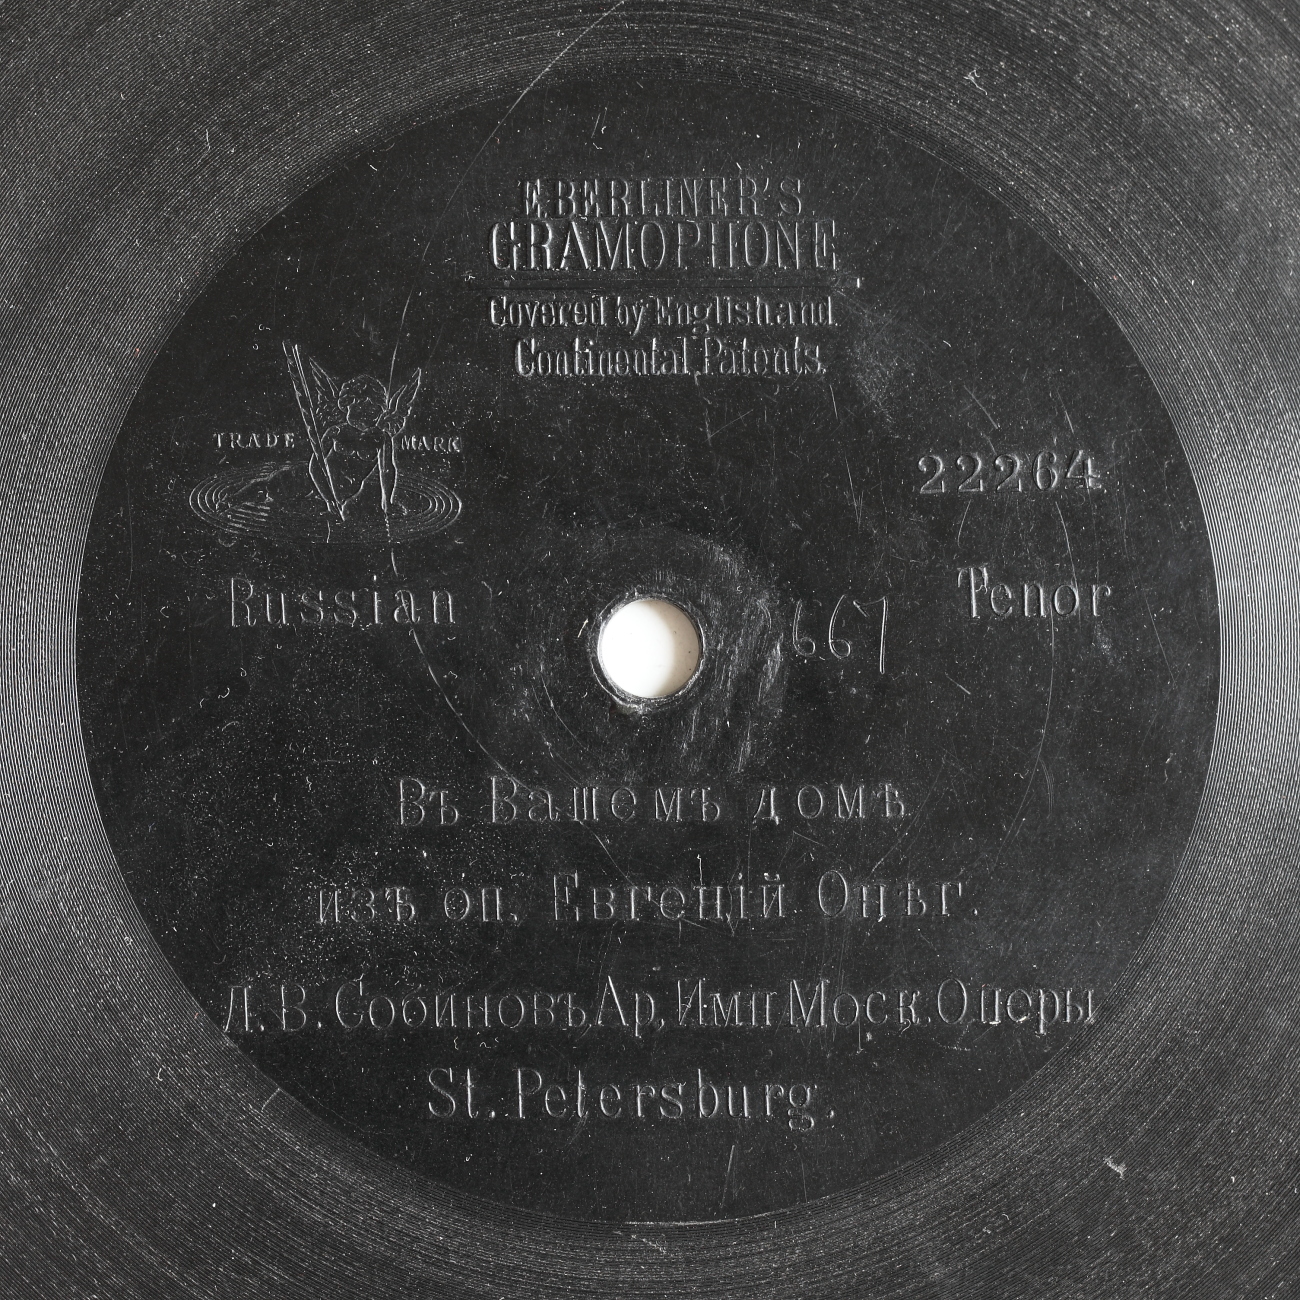 E.BERLINER'S
GRAMOPHONE
Covered by English and
Continental Patents.
TRADE MARK
22264
Russian
Tenor
667
Въ Вашемъ домѣ
изъ оп. Евгеній Онѣг.
Л. В. Собиновъ Ар. Имп Моск. Оперы
St. Petersburg.